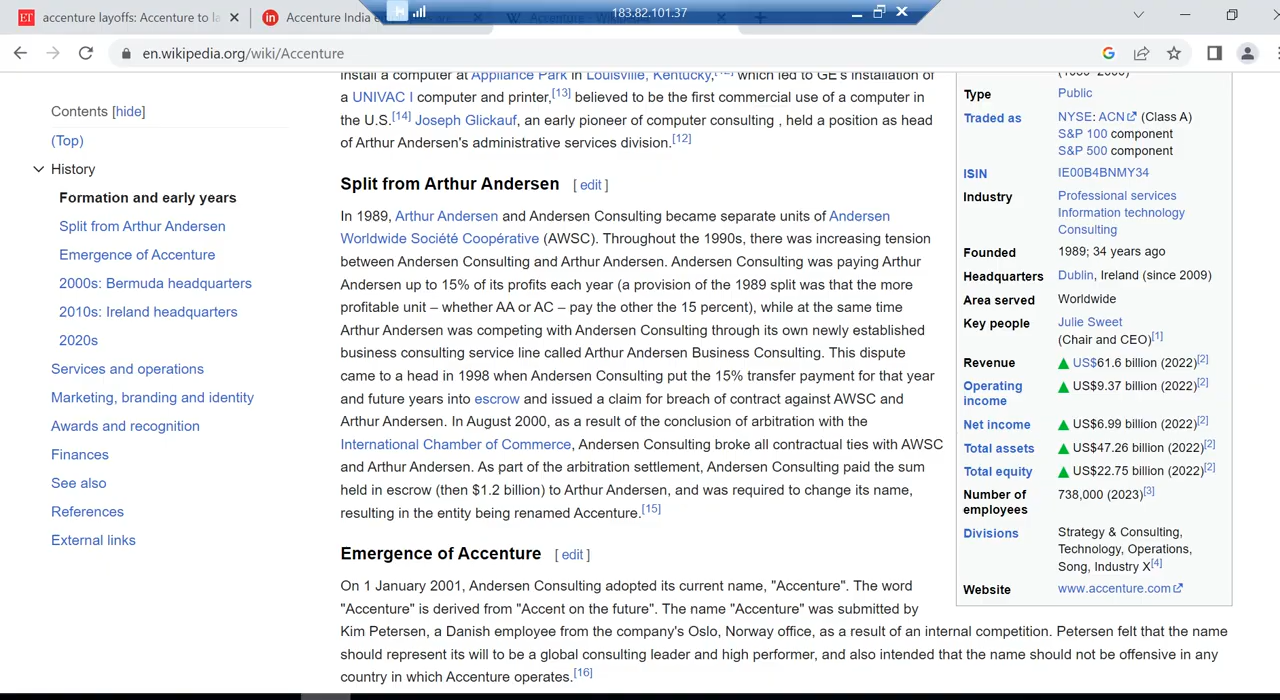 accenture layoffs: Accenture to la
Accenture India e
183.82.101.37
en.wikipedia.org/wiki/Accenture
Contents [hide]
(Top)
History
Formation and early years
Split from Arthur Andersen
Emergence of Accenture
2000s: Bermuda headquarters
2010s: Ireland headquarters
2020s
Services and operations
Marketing, branding and identity
Awards and recognition
Finances
See also
References
External links
install a computer at Appliance Park in Louisville, Kentucky,[12] which led to GE's installation of
a UNIVAC I computer and printer,[13] believed to be the first commercial use of a computer in
the U.S.[14] Joseph Glickauf, an early pioneer of computer consulting , held a position as head
of Arthur Andersen's administrative services division.[12]
Split from Arthur Andersen [ edit ]
In 1989, Arthur Andersen and Andersen Consulting became separate units of Andersen
Worldwide Société Coopérative (AWSC). Throughout the 1990s, there was increasing tension
between Andersen Consulting and Arthur Andersen. Andersen Consulting was paying Arthur
Andersen up to 15% of its profits each year (a provision of the 1989 split was that the more
profitable unit – whether AA or AC – pay the other the 15 percent), while at the same time
Arthur Andersen was competing with Andersen Consulting through its own newly established
business consulting service line called Arthur Andersen Business Consulting. This dispute
came to a head in 1998 when Andersen Consulting put the 15% transfer payment for that year
and future years into escrow and issued a claim for breach of contract against AWSC and
Arthur Andersen. In August 2000, as a result of the conclusion of arbitration with the
International Chamber of Commerce, Andersen Consulting broke all contractual ties with AWSC
and Arthur Andersen. As part of the arbitration settlement, Andersen Consulting paid the sum
held in escrow (then $1.2 billion) to Arthur Andersen, and was required to change its name,
resulting in the entity being renamed Accenture.[15]
Emergence of Accenture [ edit ]
On 1 January 2001, Andersen Consulting adopted its current name, "Accenture". The word
"Accenture" is derived from "Accent on the future". The name "Accenture" was submitted by
Kim Petersen, a Danish employee from the company's Oslo, Norway office, as a result of an internal competition. Petersen felt that the name
should represent its will to be a global consulting leader and high performer, and also intended that the name should not be offensive in any
country in which Accenture operates.[16]
Type Public
Traded as NYSE: ACN (Class A)
S&P 100 component
S&P 500 component
ISIN IE00B4BNMY34
Industry Professional services
Information technology
Consulting
Founded 1989; 34 years ago
Headquarters Dublin, Ireland (since 2009)
Area served Worldwide
Key people Julie Sweet
(Chair and CEO)[1]
Revenue US$61.6 billion (2022)[2]
Operating income US$9.37 billion (2022)[2]
Net income US$6.99 billion (2022)[2]
Total assets US$47.26 billion (2022)[2]
Total equity US$22.75 billion (2022)[2]
Number of employees 738,000 (2023)[3]
Divisions Strategy & Consulting,
Technology, Operations,
Song, Industry X[4]
Website www.accenture.com